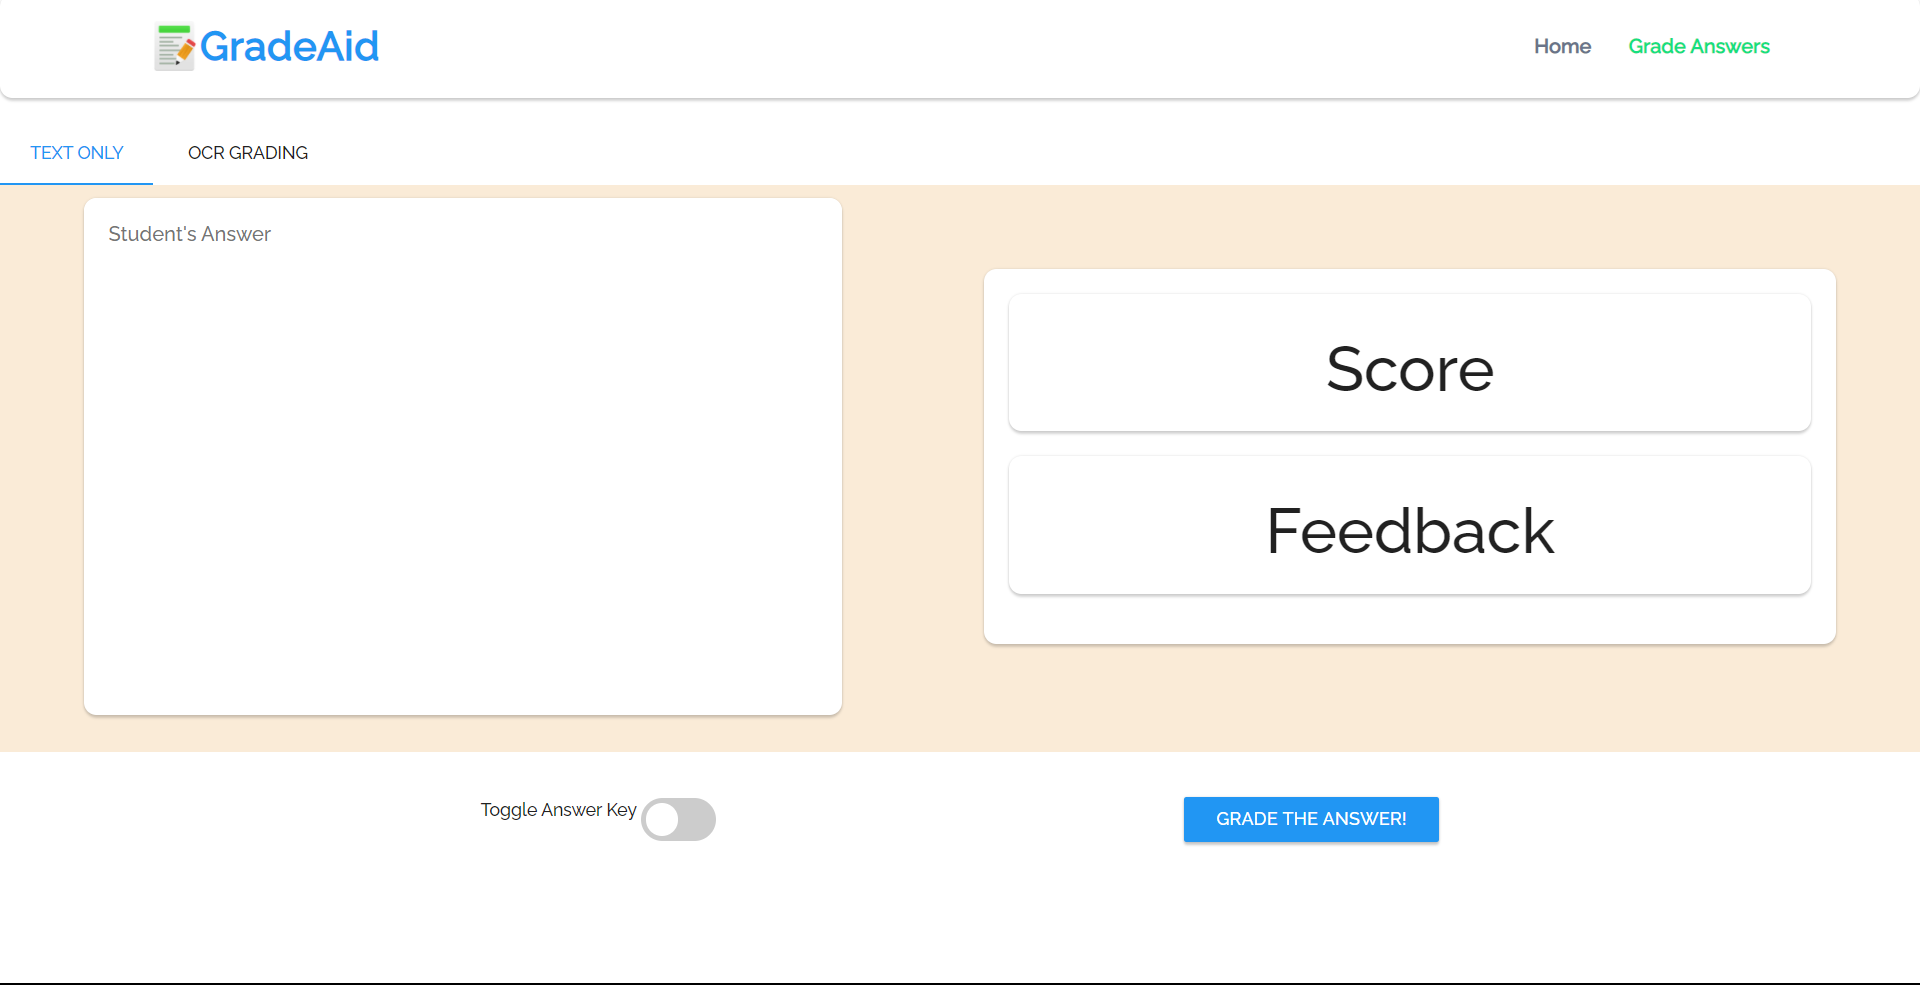 GradeAid
Home
Grade Answers
TEXT ONLY
OCR GRADING
Student's Answer
Score
Feedback
Toggle Answer Key
GRADE THE ANSWER!